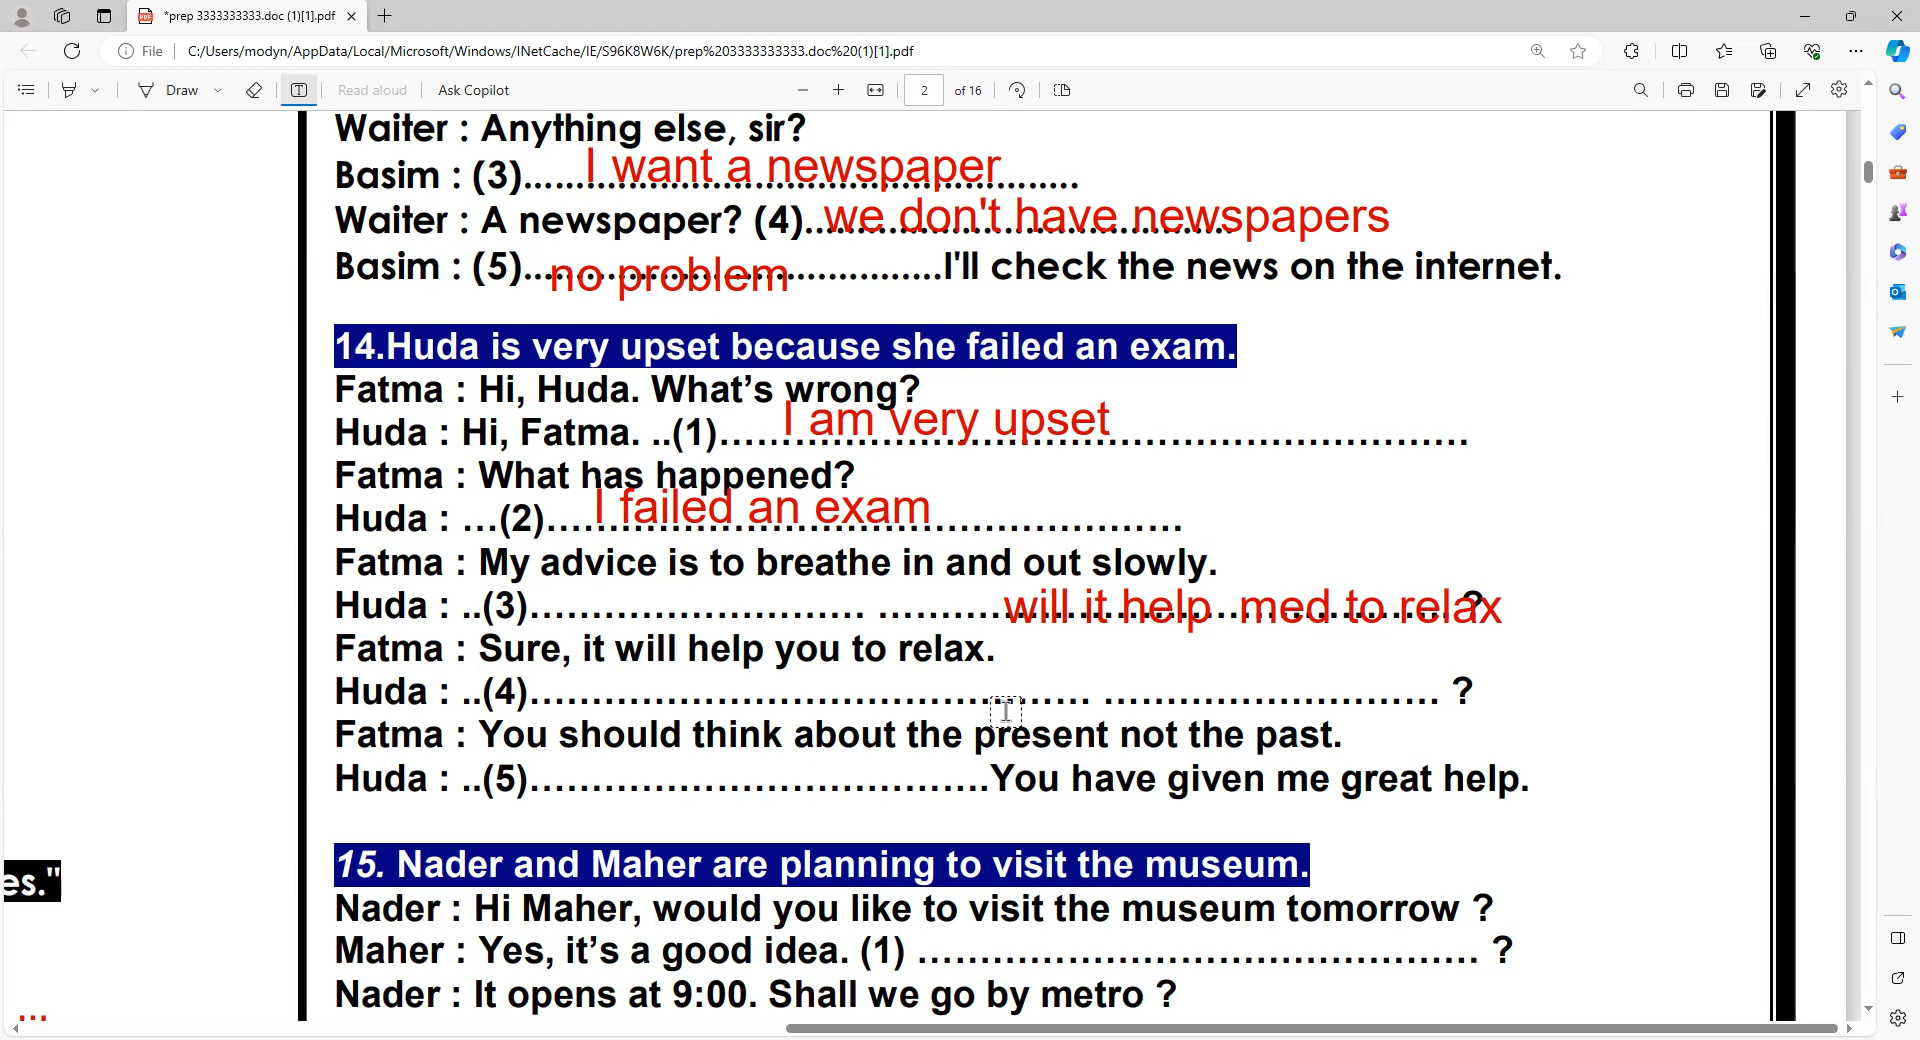 *prep 3333333333.doc (1)[1].pdf
File
C:/Users/modyn/AppData/Local/Microsoft/Windows/INetCache/IE/S96K8W6K/prep%203333333333.doc%20(1)[1].pdf
Draw
Read aloud
Ask Copilot
2
of 16
Waiter : Anything else, sir?
Basim : (3).......I want a newspaper.......
Waiter : A newspaper? (4)..we don't have newspapers
Basim : (5)...no problem...............I'll check the news on the internet.
14.Huda is very upset because she failed an exam.
Fatma : Hi, Huda. What's wrong?
Huda : Hi, Fatma. ..(1)......I am very upset..............................
Fatma : What has happened?
Huda : ...(2).....I failed an exam.........................
Fatma : My advice is to breathe in and out slowly.
Huda : ..(3)........................... .............will it help  med to relax ?
Fatma : Sure, it will help you to relax.
Huda : ..(4)............................................. ........................... ?
Fatma : You should think about the present not the past.
Huda : ..(5).....................................You have given me great help.
15. Nader and Maher are planning to visit the museum.
Nader : Hi Maher, would you like to visit the museum tomorrow ?
es."
Maher : Yes, it's a good idea. (1) ............................................. ?
Nader : It opens at 9:00. Shall we go by metro ?
...